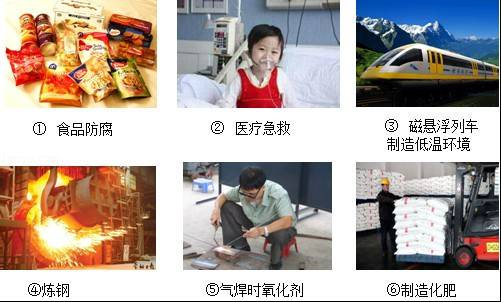 ① 食品防腐
② 医疗急救
③ 磁悬浮列车
制造低温环境
④炼钢
⑤气焊时氧化剂
⑥制造化肥